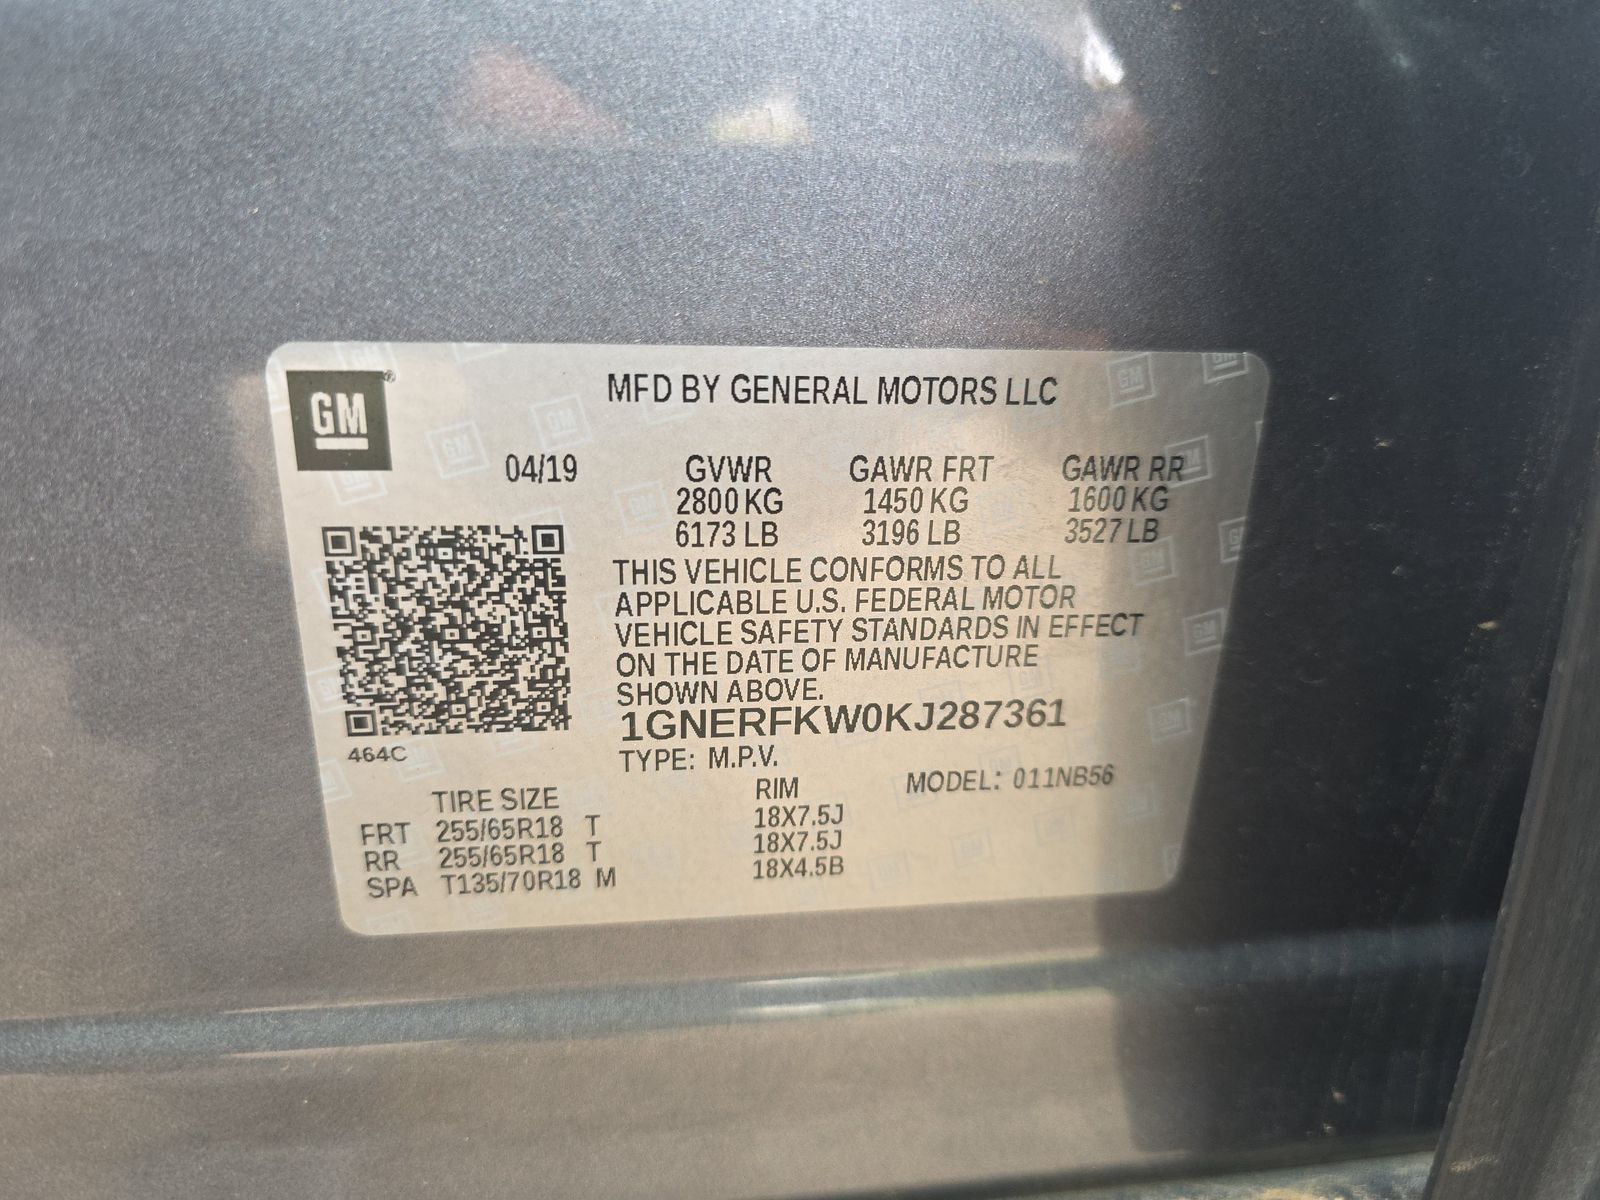 GM
MFD BY GENERAL MOTORS LLC
04/19 GVWR GAWR FRT GAWR RR
2800 KG 1450 KG 1600 KG
6173 LB 3196 LB 3527 LB
THIS VEHICLE CONFORMS TO ALL
APPLICABLE U.S. FEDERAL MOTOR
VEHICLE SAFETY STANDARDS IN EFFECT
ON THE DATE OF MANUFACTURE
SHOWN ABOVE.
1GNERFKW0KJ287361
464C
TYPE: M.P.V.
MODEL: 011NB56
TIRE SIZE RIM
FRT 255/65R18 T 18X7.5J
RR 255/65R18 T 18X7.5J
SPA T135/70R18 M 18X4.5B